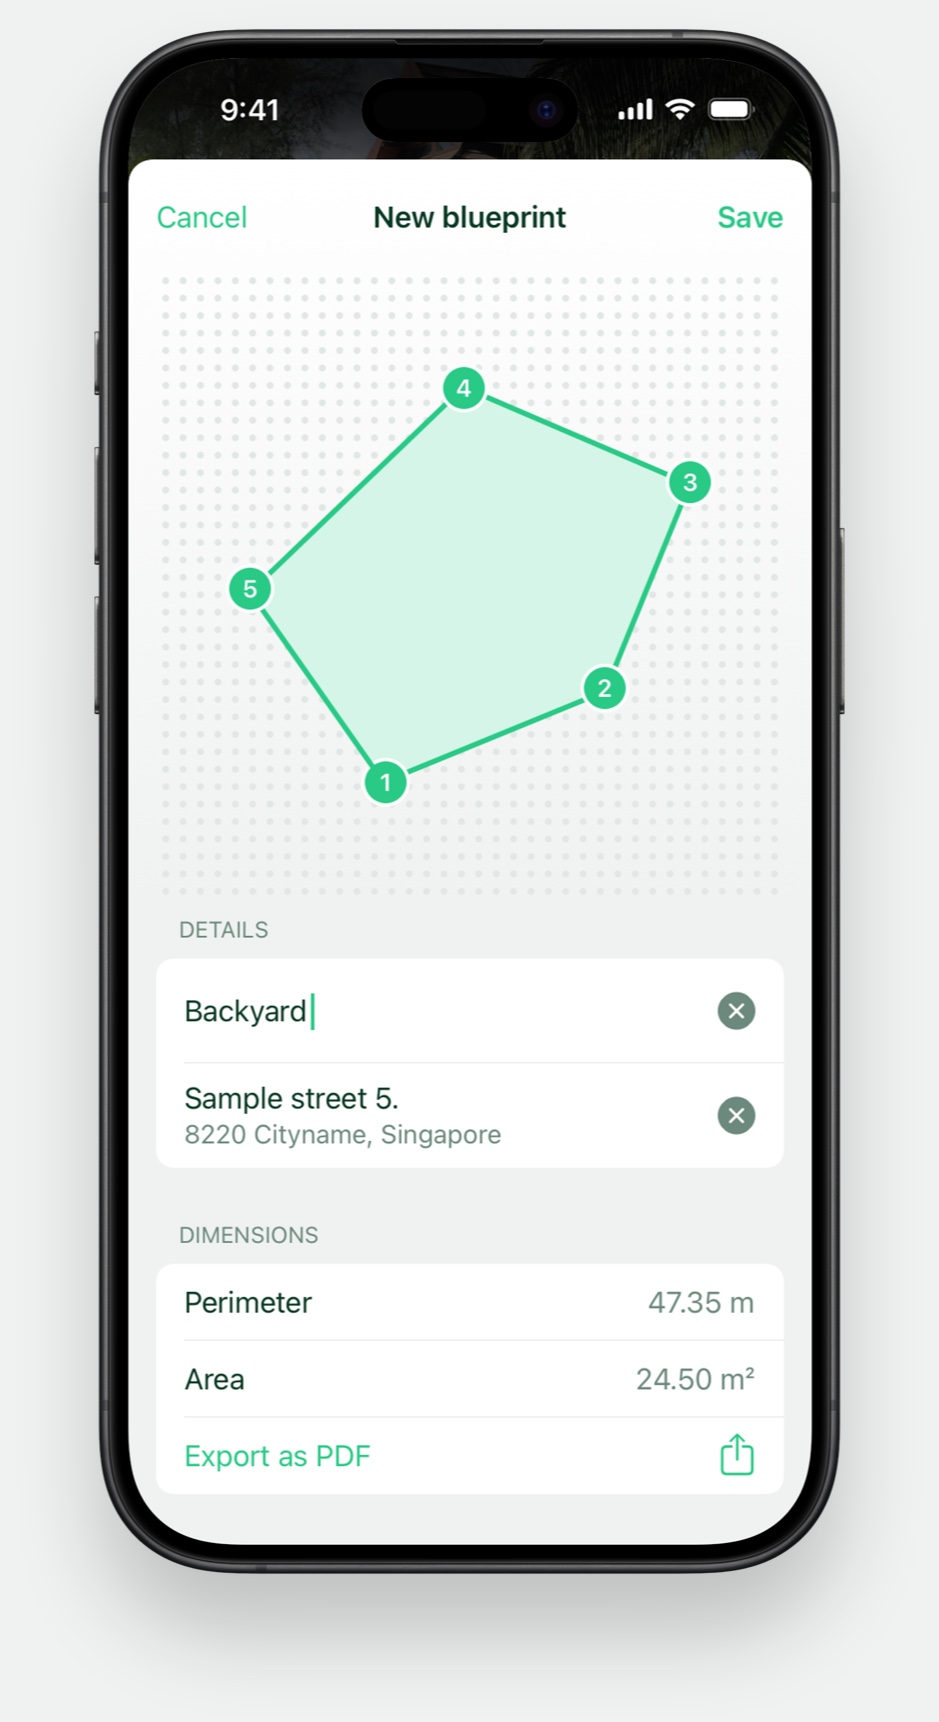 9:41
Cancel
New blueprint
Save
4
3
5
2
1
DETAILS
Backyard
Sample street 5.
8220 Cityname, Singapore
DIMENSIONS
Perimeter
47.35 m
Area
24.50 m²
Export as PDF